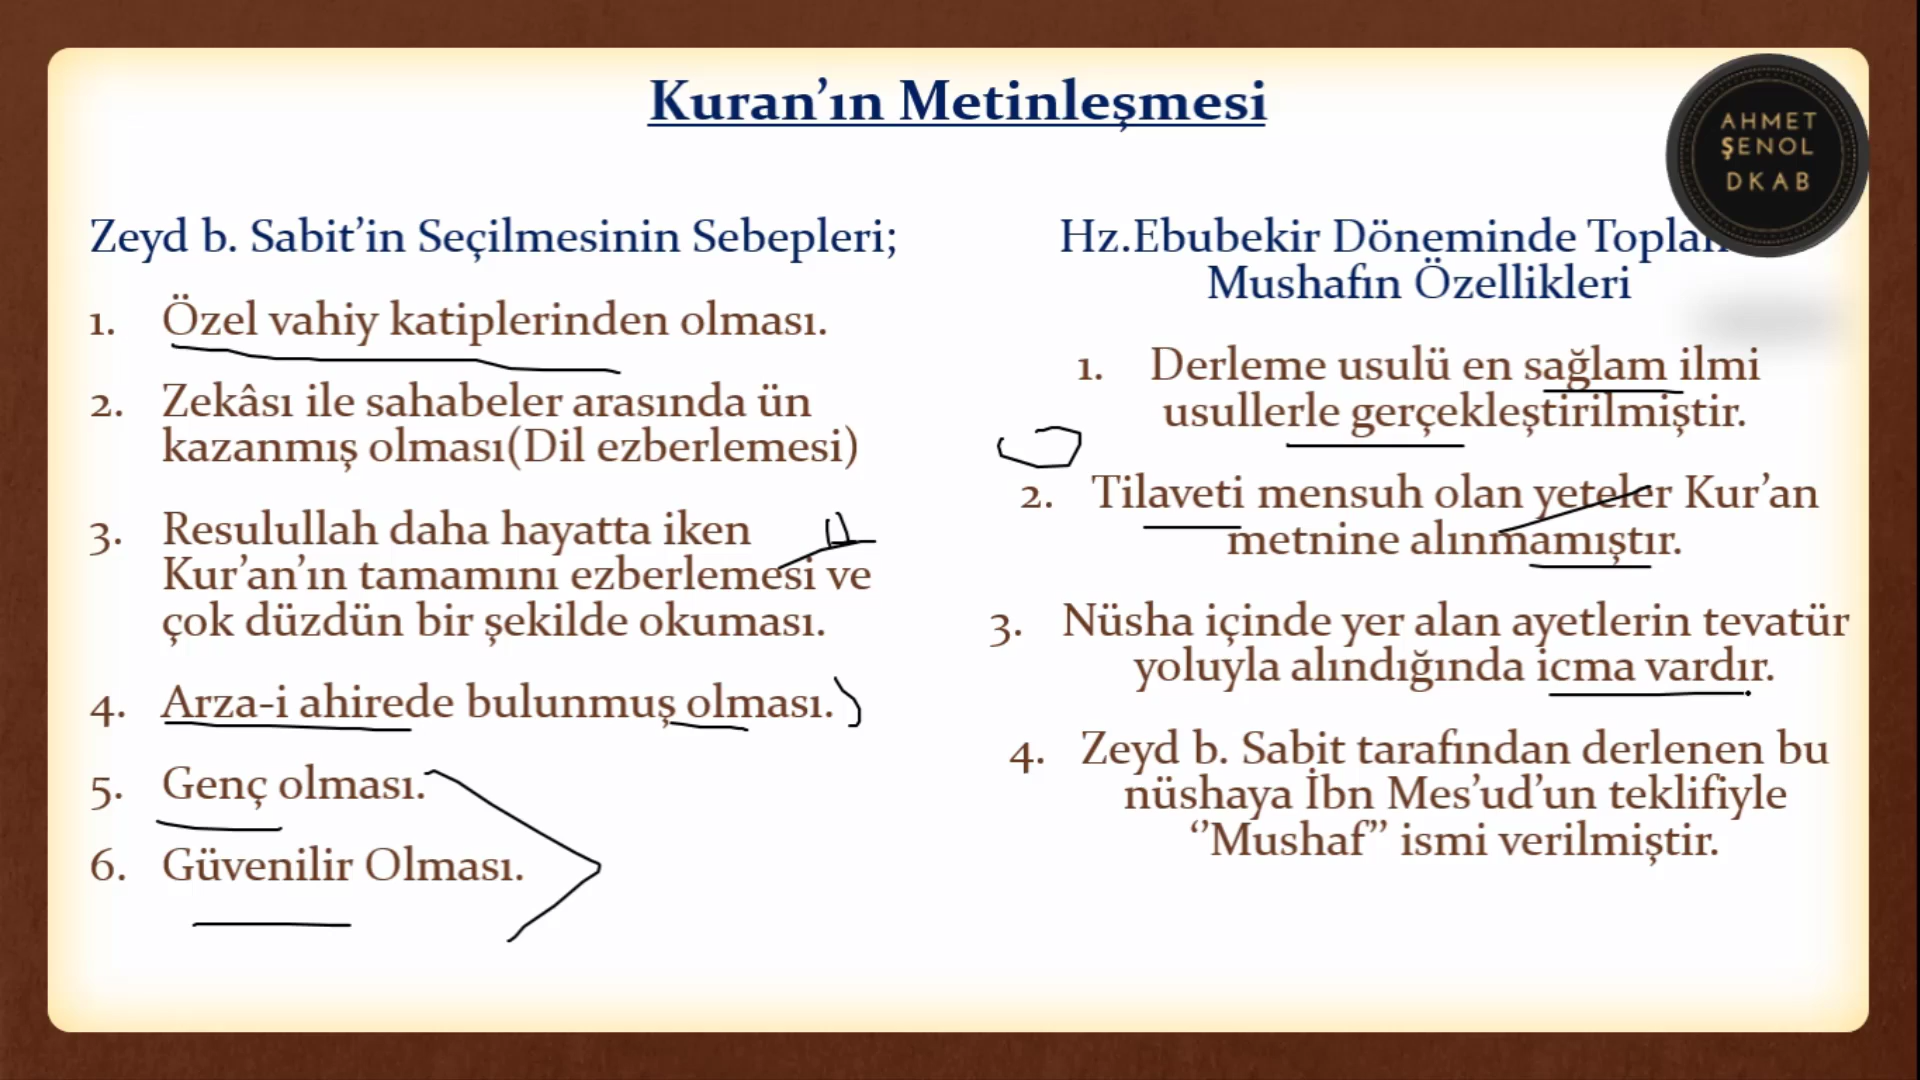 Kuran’ın Metinleşmesi
AHMET
ŞENOL
DKAB
Zeyd b. Sabit’in Seçilmesinin Sebepleri;
1. Özel vahiy katiplerinden olması.
2. Zekâsı ile sahabeler arasında ün
kazanmış olması(Dil ezberlemesi)
3. Resulullah daha hayatta iken
Kur’an’ın tamamını ezberlemesi ve
çok düzdün bir şekilde okuması.
4. Arza-i ahirede bulunmuş olması.
5. Genç olması.
6. Güvenilir Olması.
Hz.Ebubekir Döneminde
Mushafın Özellikleri
1. Derleme usulü en sağlam ilmi
usullerle gerçekleştirilmiştir.
2. Tilaveti mensuh olan yeteler Kur’an
metnine alınmamıştır.
3. Nüsha içinde yer alan ayetlerin tevatür
yoluyla alındığında icma vardır.
4. Zeyd b. Sabit tarafından derlenen bu
nüshaya İbn Mes’ud’un teklifiyle
‘’Mushaf’’ ismi verilmiştir.